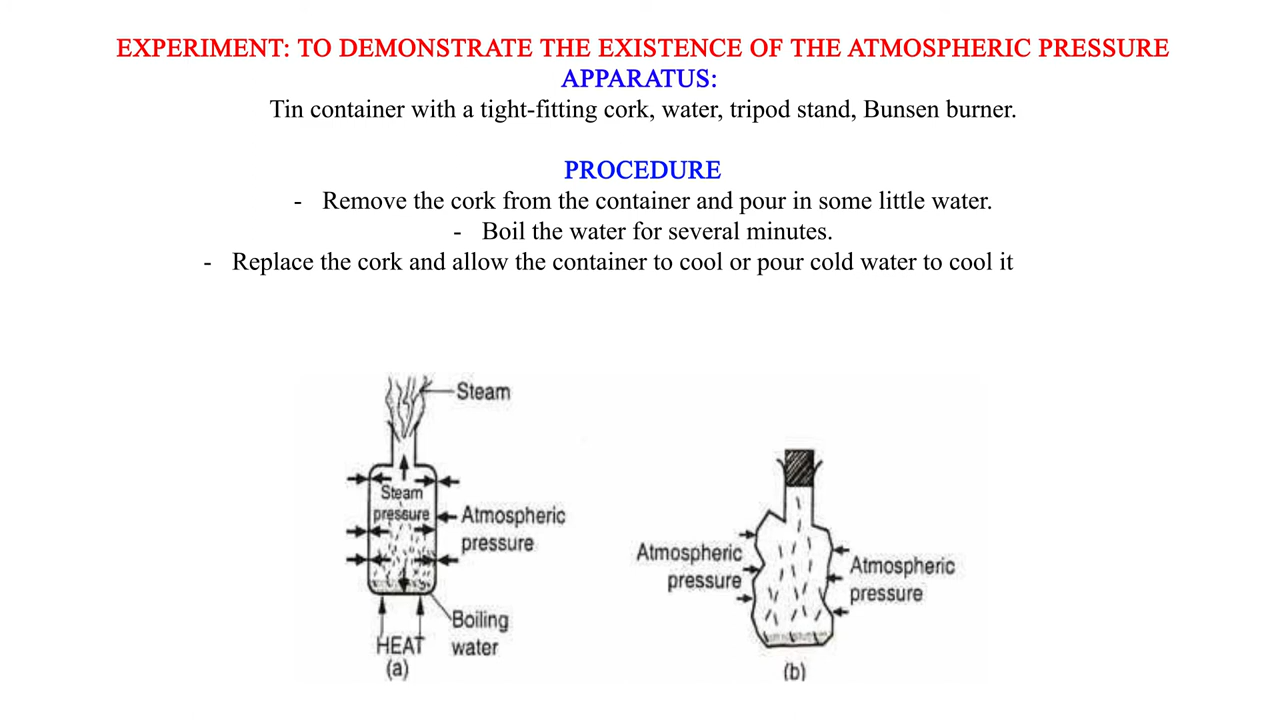 EXPERIMENT: TO DEMONSTRATE THE EXISTENCE OF THE ATMOSPHERIC PRESSURE
APPARATUS:
Tin container with a tight-fitting cork, water, tripod stand, Bunsen burner.
PROCEDURE
- Remove the cork from the container and pour in some little water.
- Boil the water for several minutes.
- Replace the cork and allow the container to cool or pour cold water to cool it
Steam
Steam
pressure
Atmospheric
pressure
Boiling
water
HEAT
(a)
Atmospheric
pressure
Atmospheric
pressure
(b)